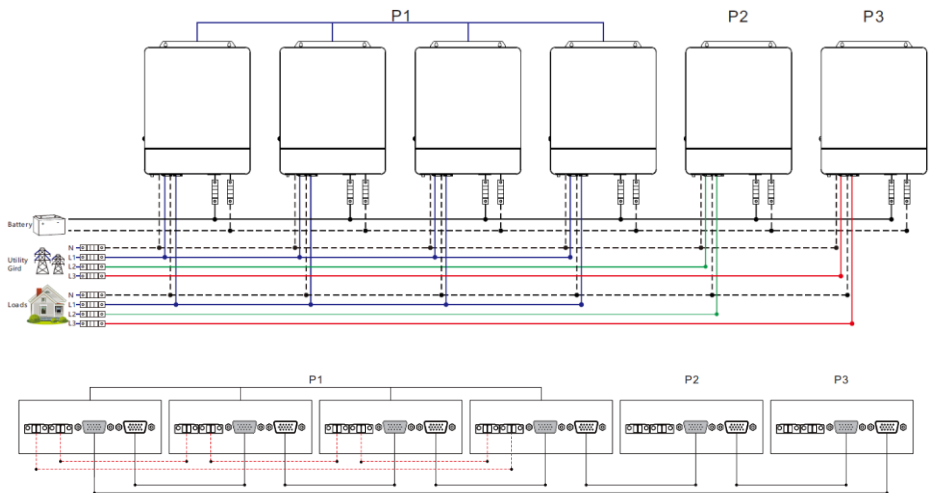 P1 P2 P3
Battery
N
Utility
Gird
L1
L2
L3
N
Loads
L1
L2
L3
P1 P2 P3